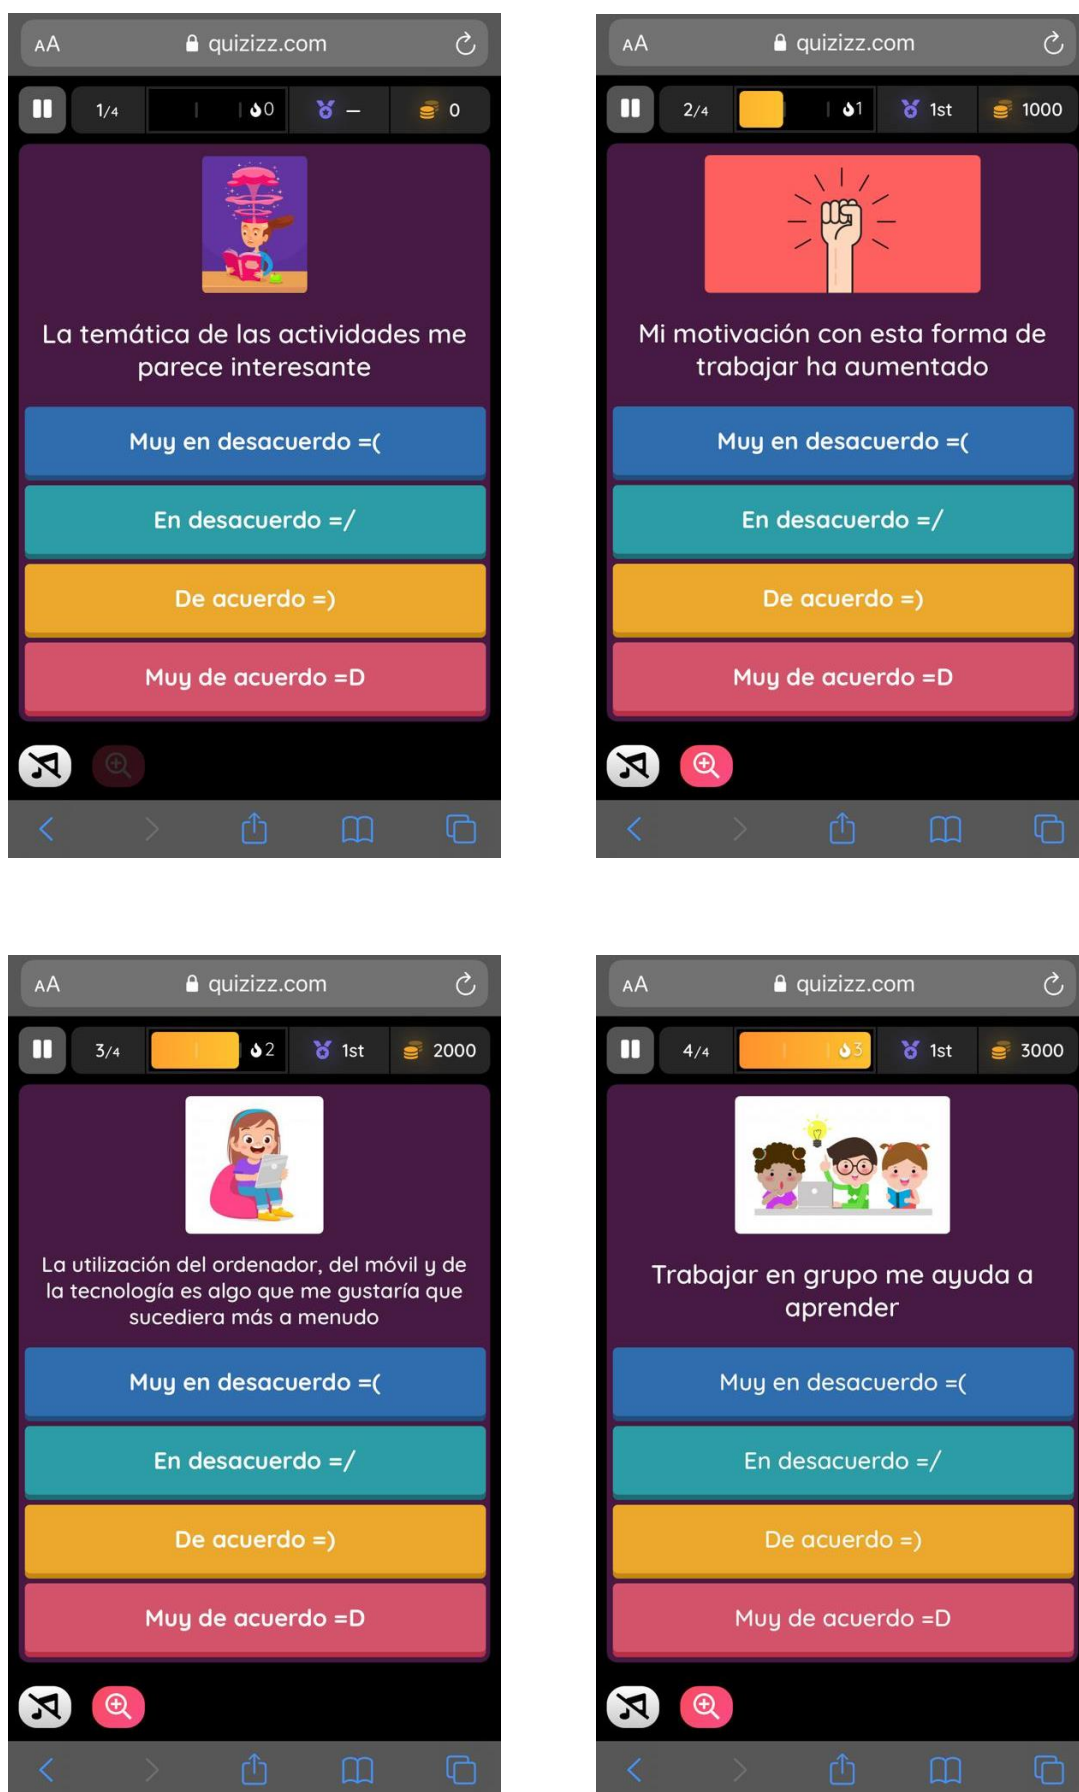 AA quizizz.com
1/4 0 – 0
La temática de las actividades me
parece interesante
Muy en desacuerdo =(
En desacuerdo =/
De acuerdo =)
Muy de acuerdo =D
AA quizizz.com
2/4 1 1st 1000
Mi motivación con esta forma de
trabajar ha aumentado
Muy en desacuerdo =(
En desacuerdo =/
De acuerdo =)
Muy de acuerdo =D
AA quizizz.com
3/4 2 1st 2000
La utilización del ordenador, del móvil y de
la tecnología es algo que me gustaría que
sucediera más a menudo
Muy en desacuerdo =(
En desacuerdo =/
De acuerdo =)
Muy de acuerdo =D
AA quizizz.com
4/4 3 1st 3000
Trabajar en grupo me ayuda a
aprender
Muy en desacuerdo =(
En desacuerdo =/
De acuerdo =)
Muy de acuerdo =D